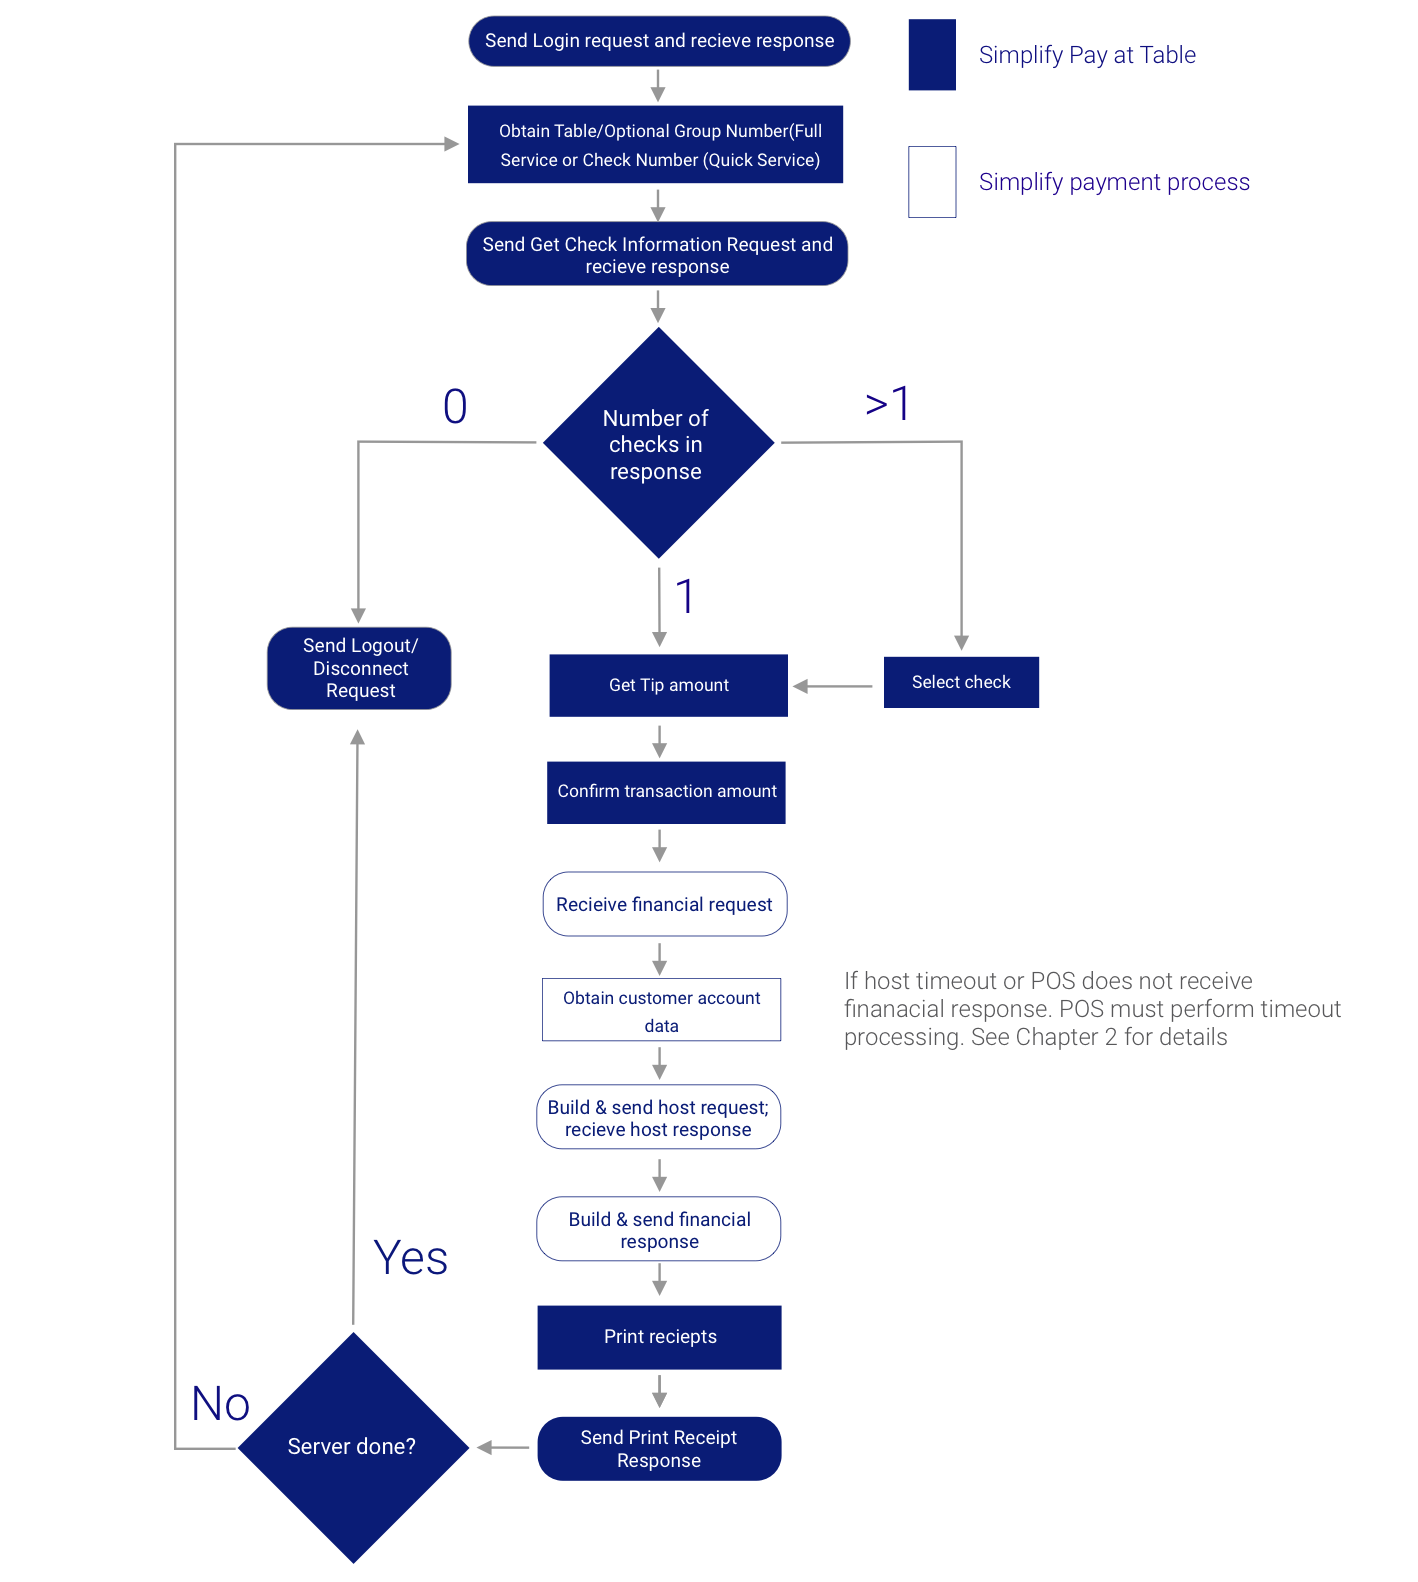 Send Login request and recieve response
Simplify Pay at Table
Obtain Table/Optional Group Number(Full
Service or Check Number (Quick Service)
Simplify payment process
Send Get Check Information Request and
recieve response
0
>1
Number of
checks in
response
1
Send Logout/
Disconnect
Request
Get Tip amount
Select check
Confirm transaction amount
Recieive financial request
Obtain customer account
data
If host timeout or POS does not receive
finanacial response. POS must perform timeout
processing. See Chapter 2 for details
Build & send host request;
recieve host response
Build & send financial
response
Yes
Print reciepts
No
Server done?
Send Print Receipt
Response